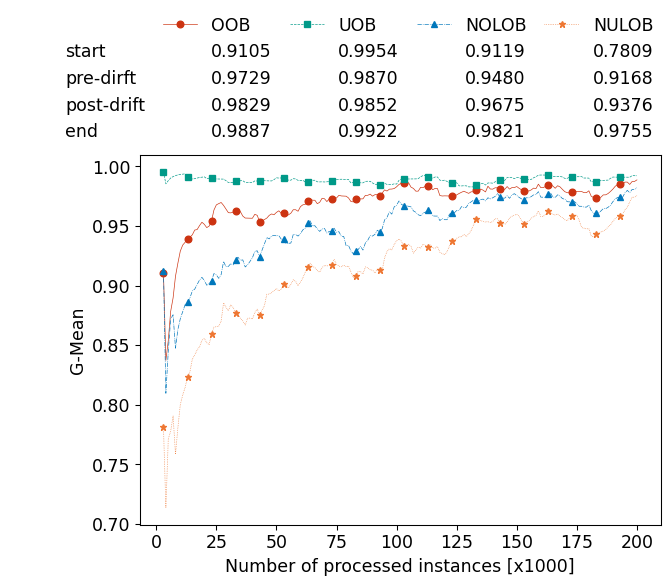 OOB UOB NOLOB NULOB
start 0.9105 0.9954 0.9119 0.7809
pre-dirft 0.9729 0.9870 0.9480 0.9168
post-drift 0.9829 0.9852 0.9675 0.9376
end 0.9887 0.9922 0.9821 0.9755
1.00
0.95
0.90
0.85
0.80
0.75
0.70
G-Mean
0 25 50 75 100 125 150 175 200
Number of processed instances [x1000]